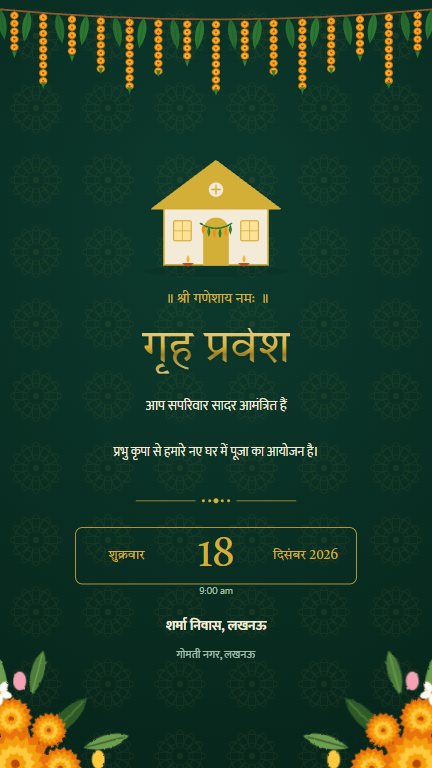 ॥ श्री गणेशाय नमः ॥
गृह प्रवेश
आप सपरिवार सादर आमंत्रित हैं
प्रभु कृपा से हमारे नए घर में पूजा का आयोजन है।
शुक्रवार 18 दिसंबर 2026
9:00 am
शर्मा निवास, लखनऊ
गोमती नगर, लखनऊ